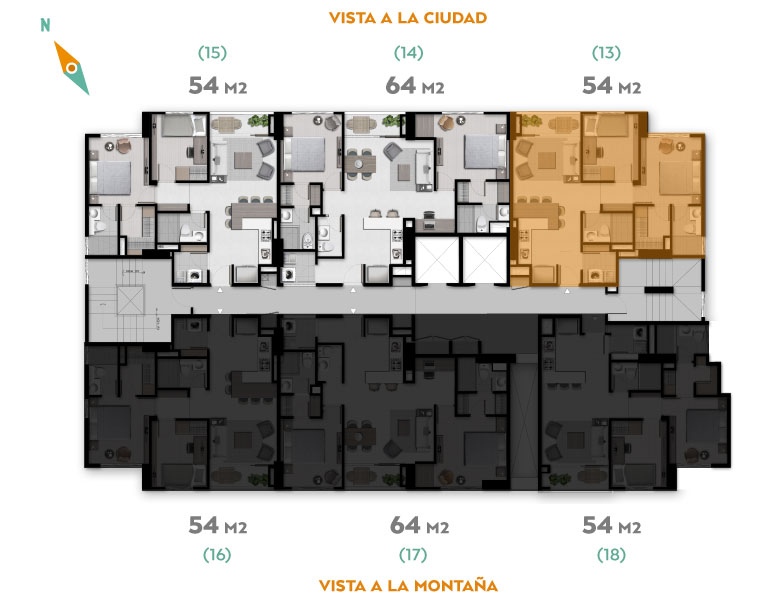 VISTA A LA CIUDAD
N
(15) (14) (13)
54 M2 64 M2 54 M2
54 M2 64 M2 54 M2
(16) (17) (18)
VISTA A LA MONTAÑA